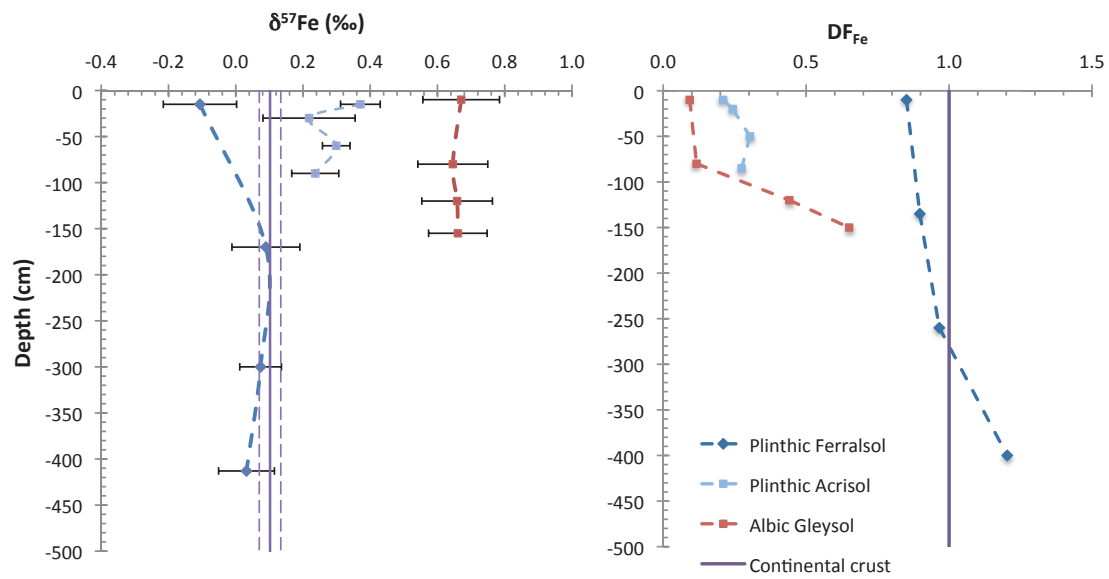 δ⁵⁷Fe (‰)
-0.4 -0.2 0.0 0.2 0.4 0.6 0.8 1.0
0
-50
-100
-150
-200
-250
-300
-350
-400
-450
-500
Depth (cm)
DF_Fe
0.0 0.5 1.0 1.5
0
-50
-100
-150
-200
-250
-300
-350
-400
-450
-500
Plinthic Ferralsol
Plinthic Acrisol
Albic Gleysol
Continental crust